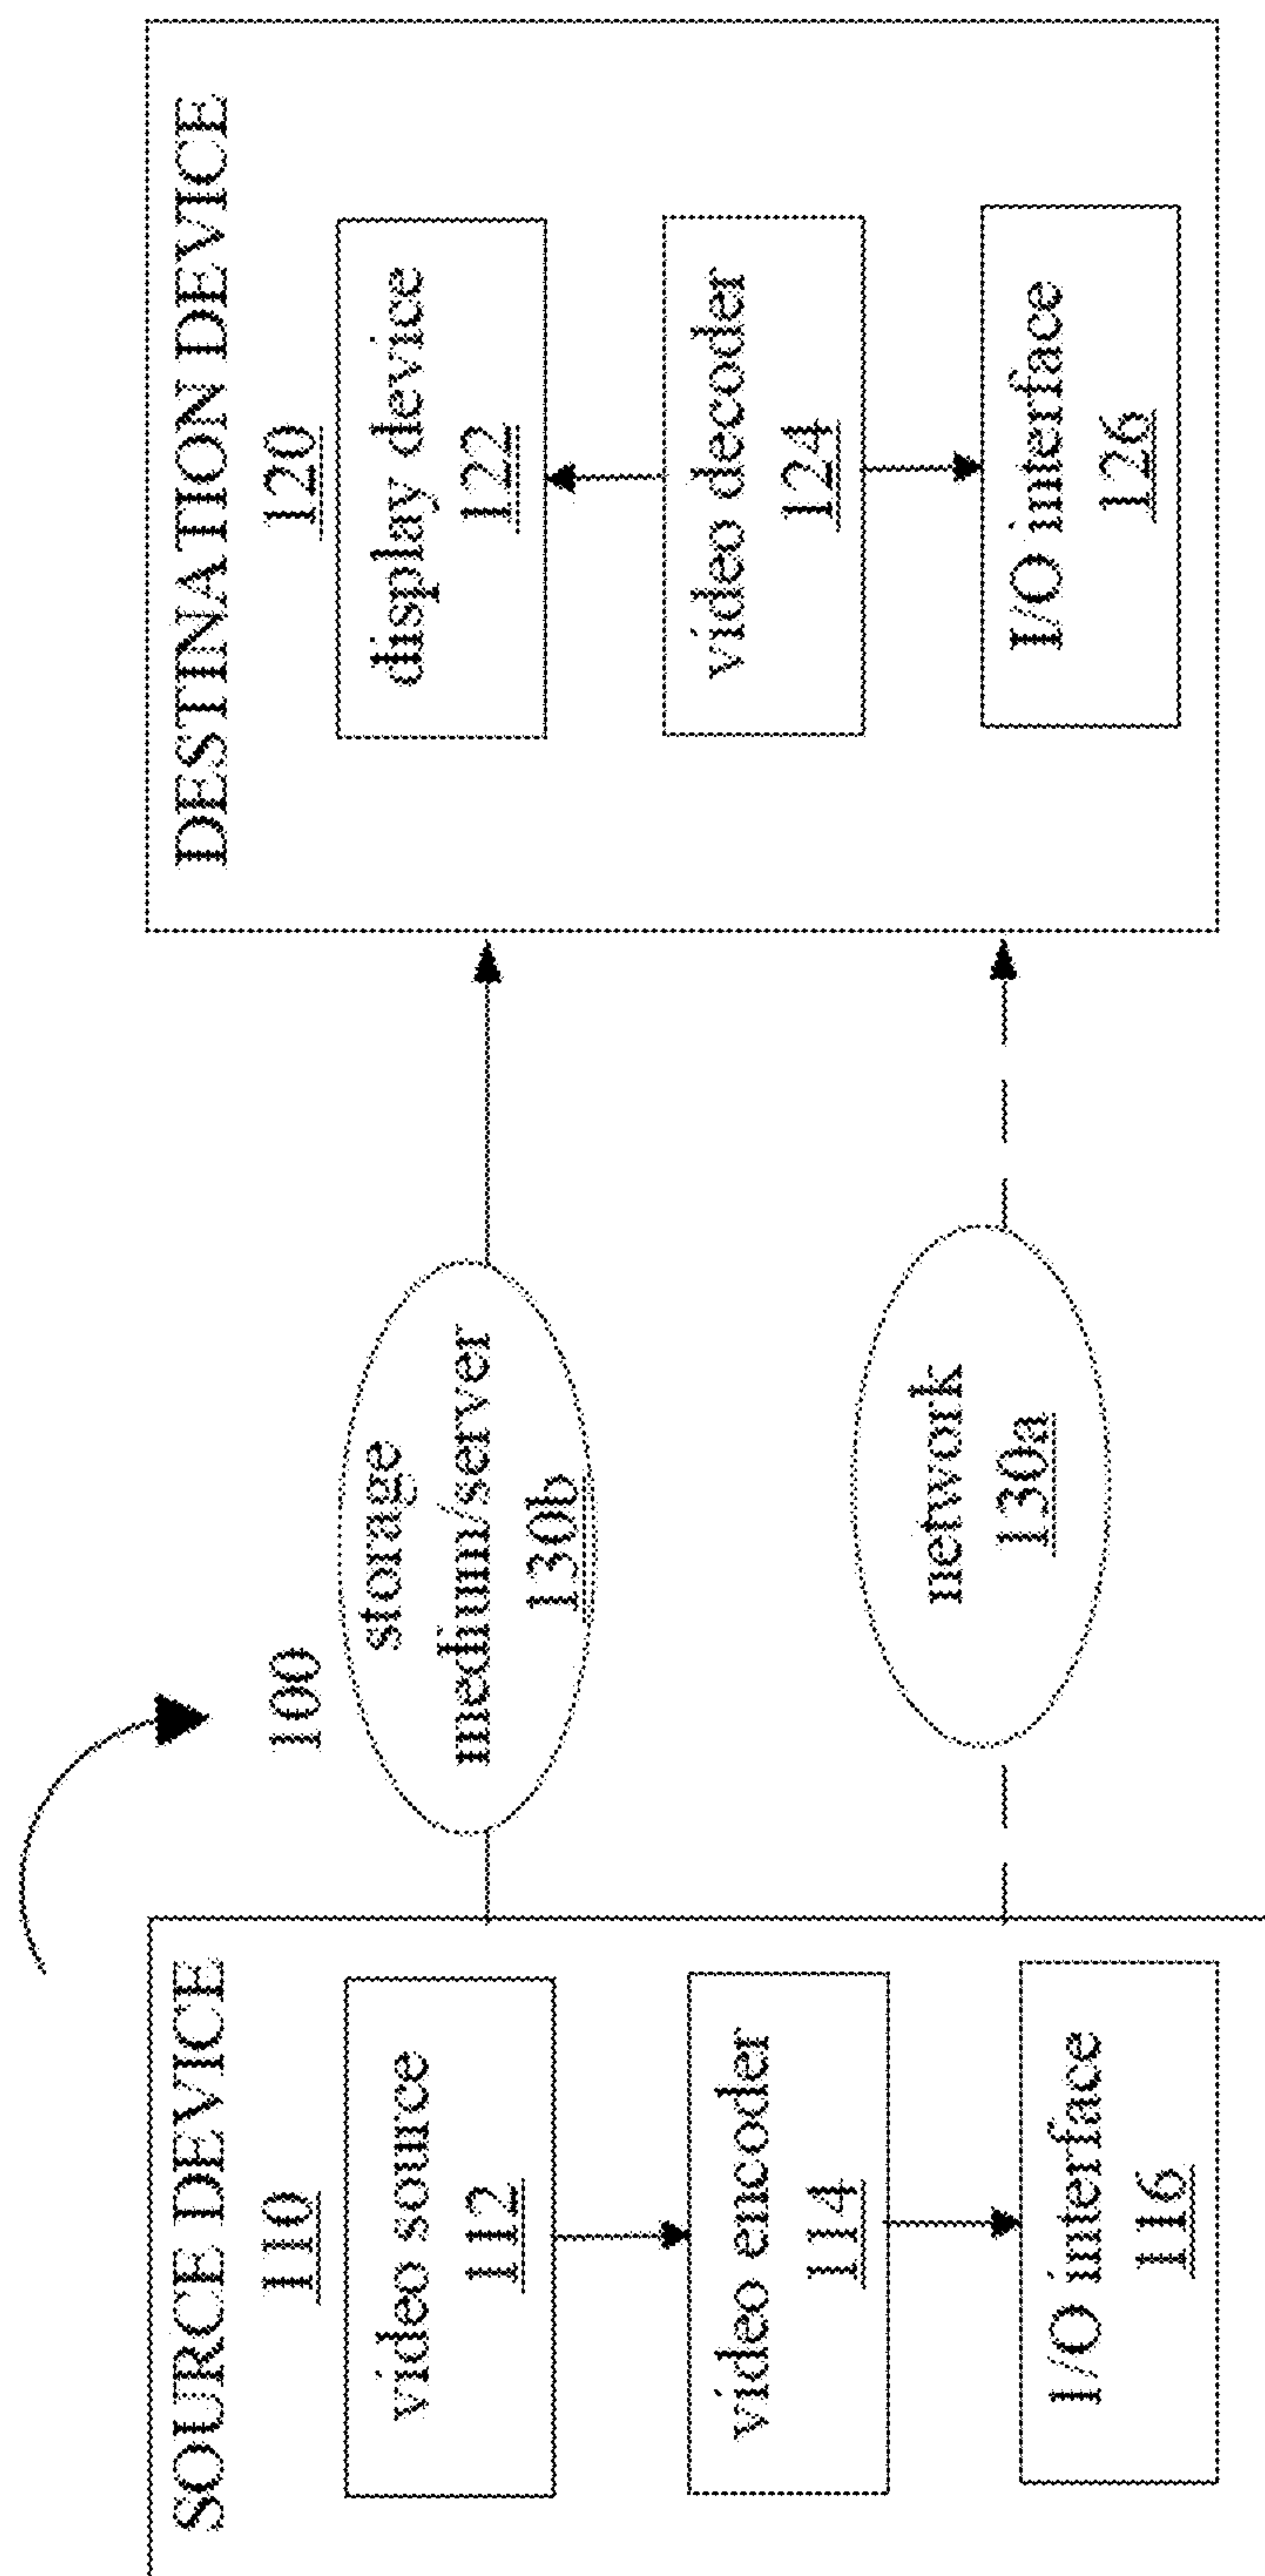 100
SOURCE DEVICE
110
video source
112
video encoder
114
I/O interface
116
storage
medium/server
130b
network
130a
DESTINATION DEVICE
120
display device
122
video decoder
124
I/O interface
126